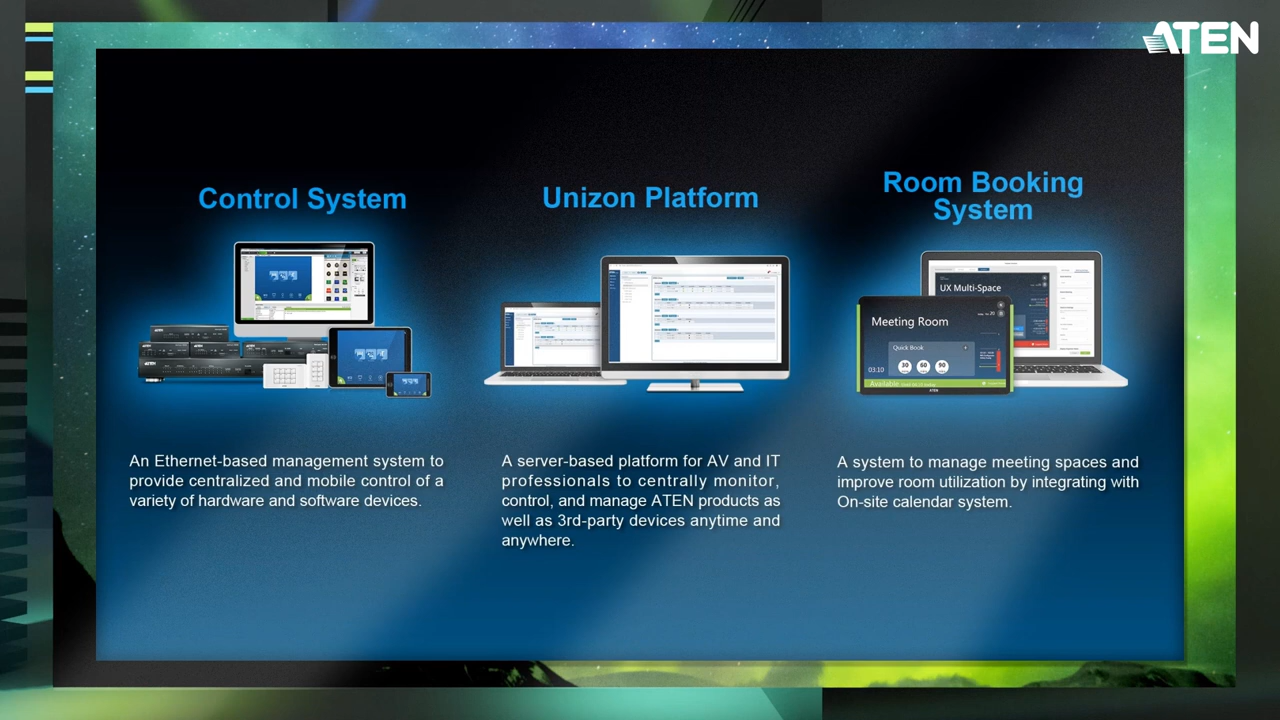 ATEN
Control System
An Ethernet-based management system to
provide centralized and mobile control of a
variety of hardware and software devices.
Unizon Platform
A server-based platform for AV and IT
professionals to centrally monitor,
control, and manage ATEN products as
well as 3rd-party devices anytime and
anywhere.
Room Booking
System
UX Multi-Space
Meeting Room
Quick Book
30 60 90
03:10
Available
ATEN
A system to manage meeting spaces and
improve room utilization by integrating with
On-site calendar system.